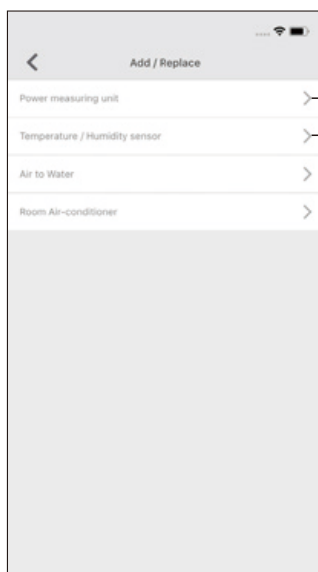 Add / Replace
Power measuring unit
Temperature / Humidity sensor
Air to Water
Room Air-conditioner